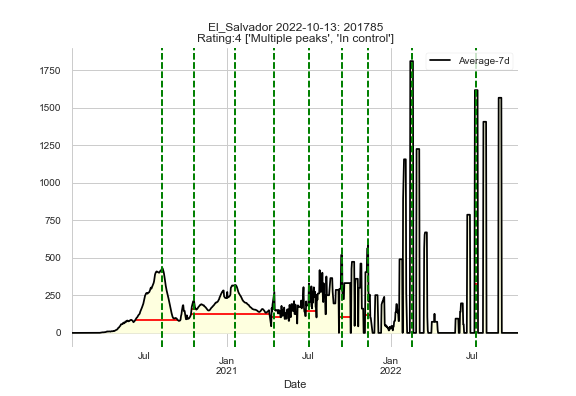 El_Salvador 2022-10-13: 201785
Rating:4 ['Multiple peaks', 'In control']
Average-7d
1750
1500
1250
1000
750
500
250
0
Jul
Jan
2021
Jul
Jan
2022
Jul
Date